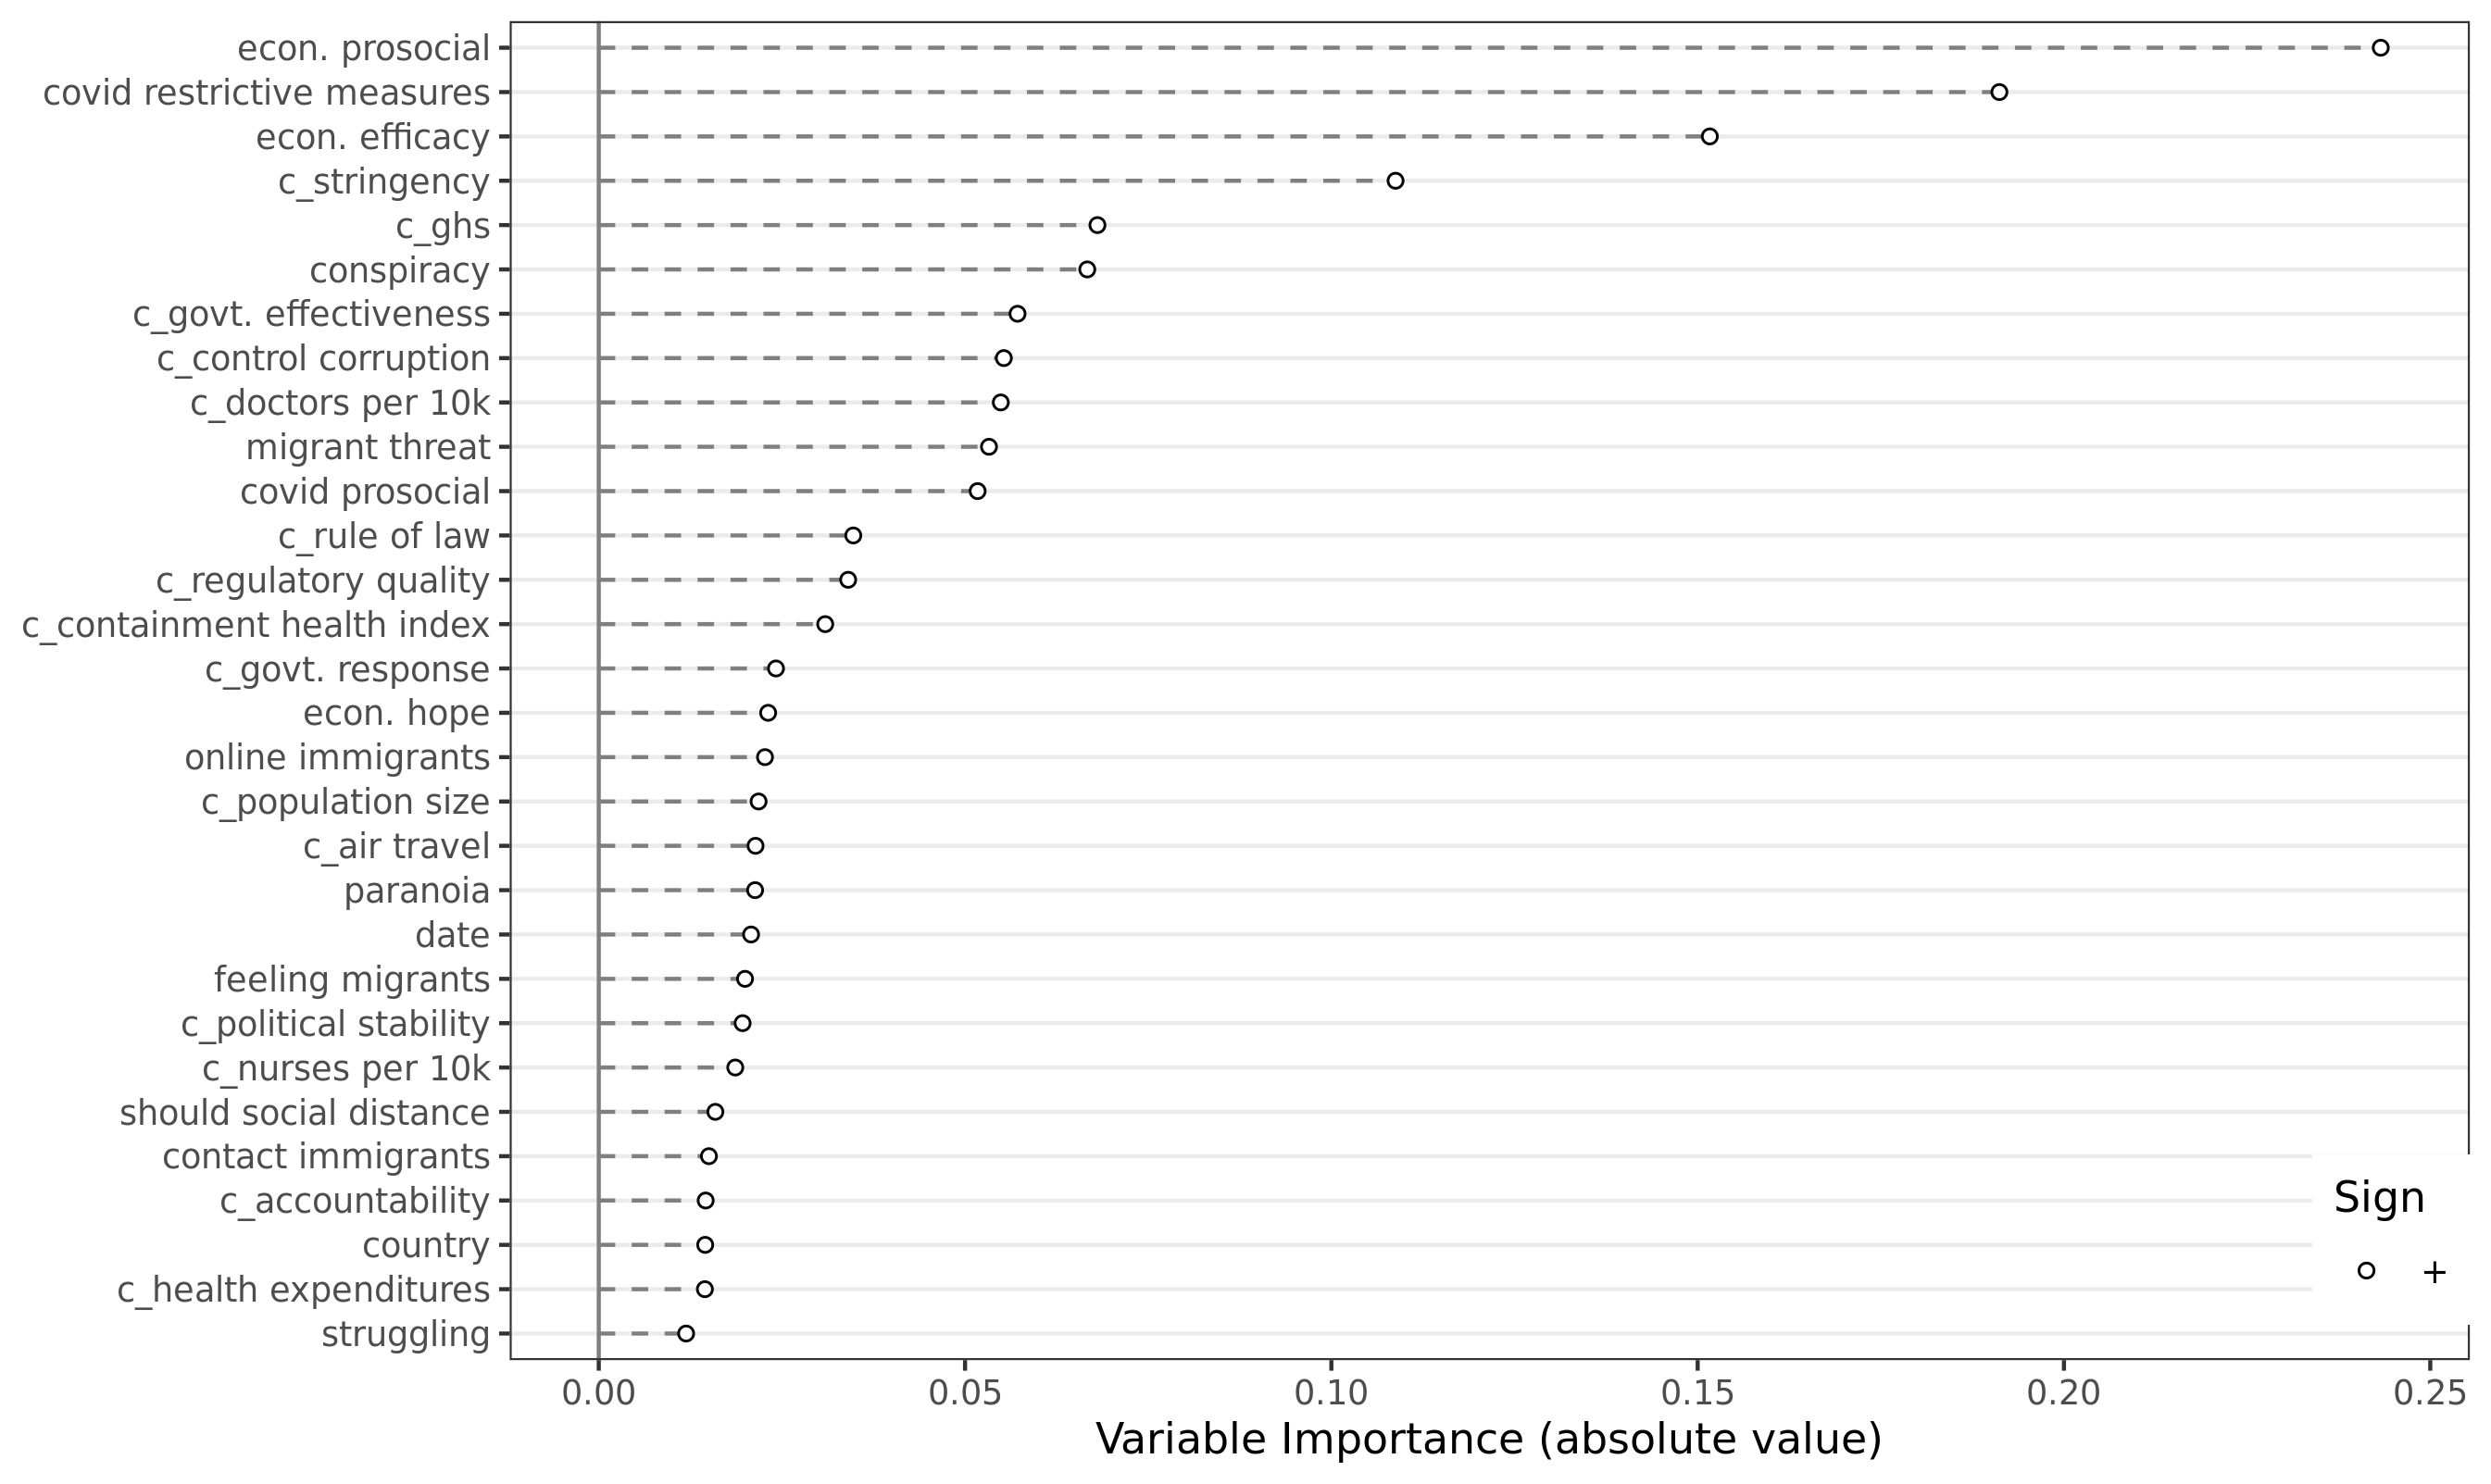 econ. prosocial
covid restrictive measures
econ. efficacy
c_stringency
c_ghs
conspiracy
c_govt. effectiveness
c_control corruption
c_doctors per 10k
migrant threat
covid prosocial
c_rule of law
c_regulatory quality
c_containment health index
c_govt. response
econ. hope
online immigrants
c_population size
c_air travel
paranoia
date
feeling migrants
c_political stability
c_nurses per 10k
should social distance
contact immigrants
c_accountability
country
c_health expenditures
struggling
Sign
+
0.00 0.05 0.10 0.15 0.20 0.25
Variable Importance (absolute value)